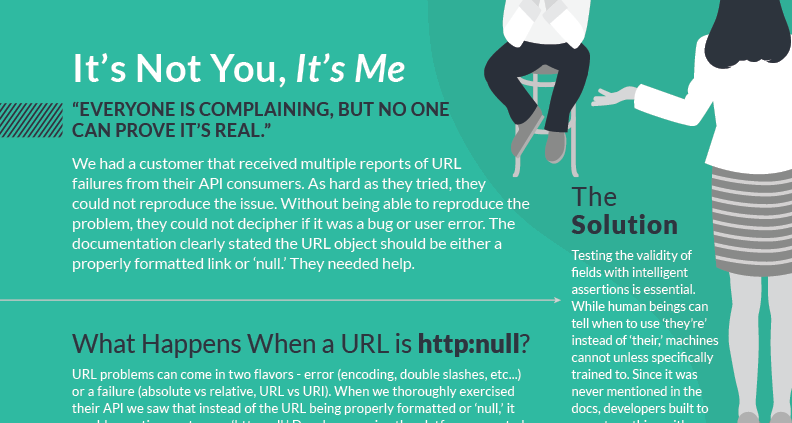 It's Not You, It's Me
“EVERYONE IS COMPLAINING, BUT NO ONE
CAN PROVE IT'S REAL.”
We had a customer that received multiple reports of URL
failures from their API consumers. As hard as they tried, they
could not reproduce the issue. Without being able to reproduce the
problem, they could not decipher if it was a bug or user error. The
documentation clearly stated the URL object should be either a
properly formatted link or ‘null.’ They needed help.
What Happens When a URL is http:null?
URL problems can come in two flavors - error (encoding, double slashes, etc...)
or a failure (absolute vs relative, URL vs URI). When we thoroughly exercised
their API we saw that instead of the URL being properly formatted or ‘null,’ it
The
Solution
Testing the validity of
fields with intelligent
assertions is essential.
While human beings can
tell when to use ‘they're’
instead of ‘their,’ machines
cannot unless specifically
trained to. Since it was
never mentioned in the
docs, developers built to